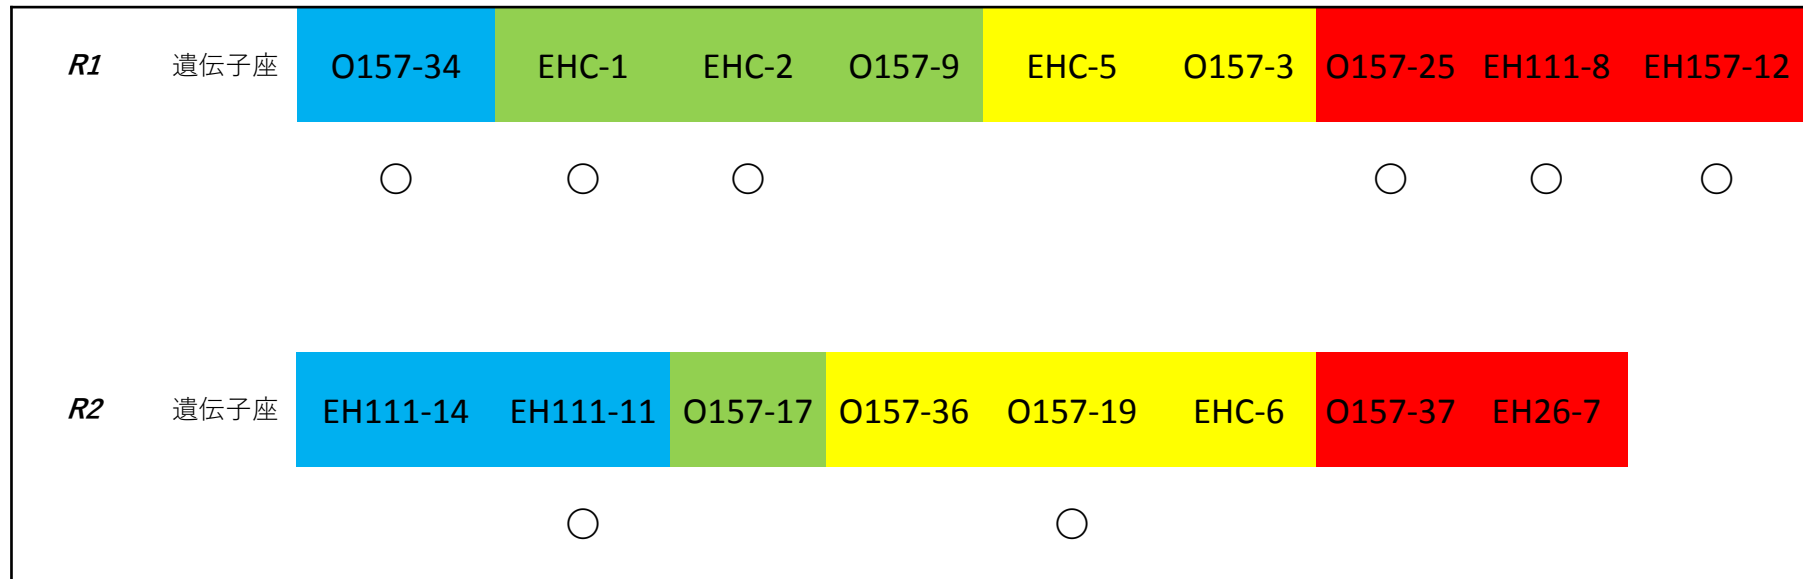 R1 遺伝子座 O157-34 EHC-1 EHC-2 O157-9 EHC-5 O157-3 O157-25 EH111-8 EH157-12
○ ○ ○ ○ ○ ○
R2 遺伝子座 EH111-14 EH111-11 O157-17 O157-36 O157-19 EHC-6 O157-37 EH26-7
○ ○